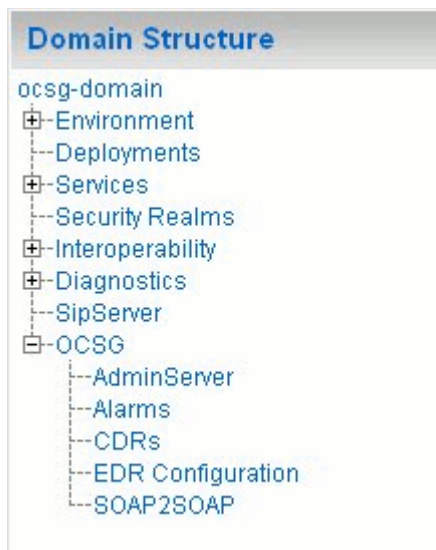 Domain Structure
ocsg-domain
Environment
Deployments
Services
Security Realms
Interoperability
Diagnostics
SipServer
OCSG
AdminServer
Alarms
CDRs
EDR Configuration
SOAP2SOAP